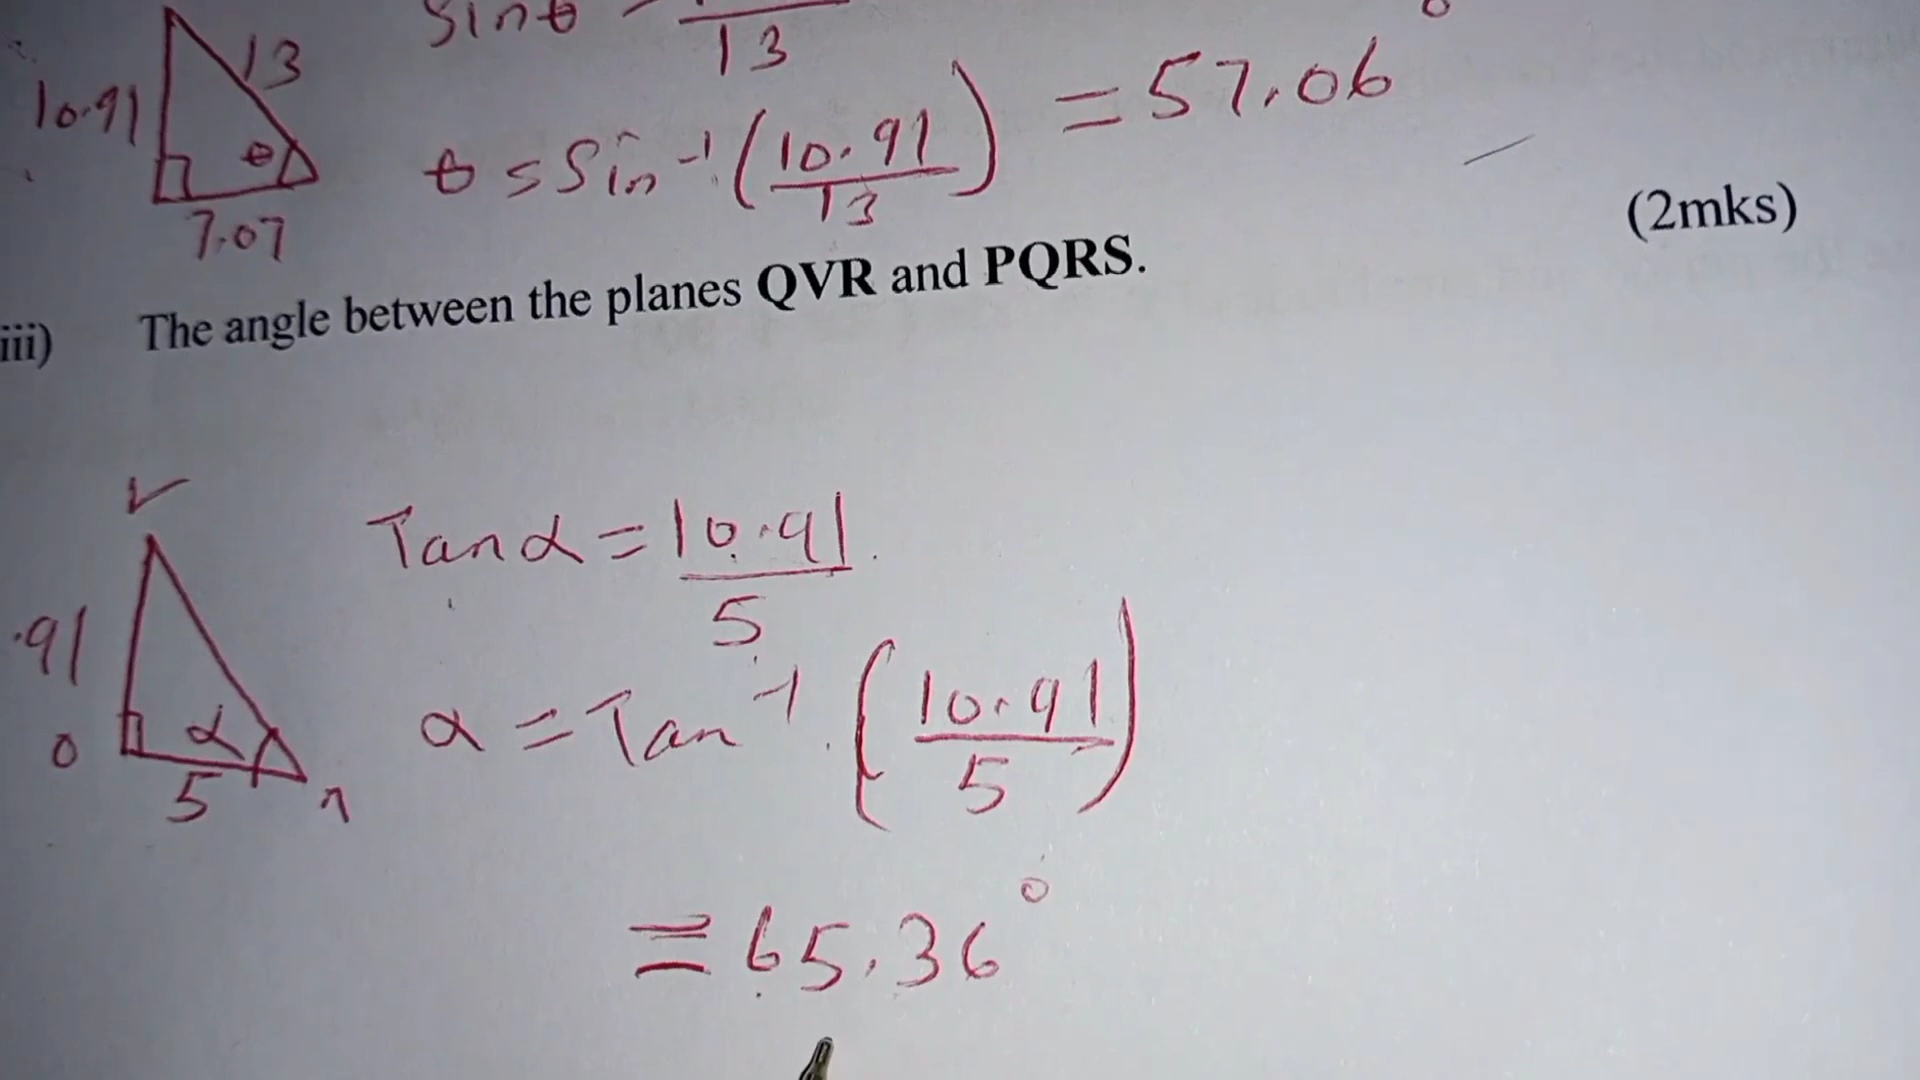 Sinθ = 
13
13
10.91
θ = Sin⁻¹ (10.91/13) = 57.06°
θ
7.07
(2mks)
iii) The angle between the planes QVR and PQRS.
V
Tan α = 10.91/5
.91
α = Tan⁻¹ (10.91/5)
α
0
5
= 65.36°